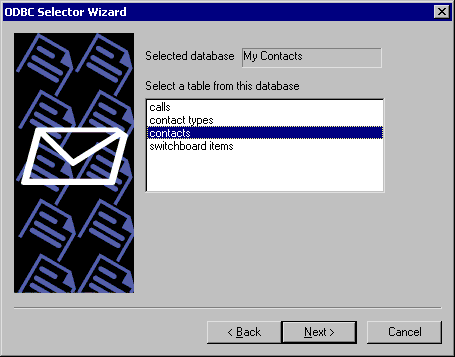 ODBC Selector Wizard
Selected database My Contacts
Select a table from this database
calls
contact types
contacts
switchboard items
< Back Next > Cancel